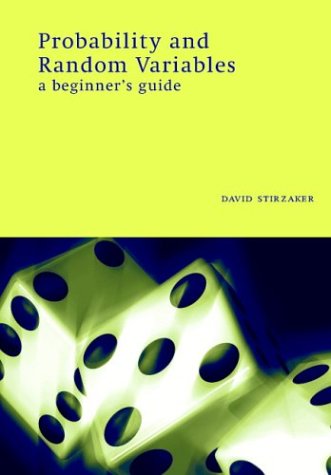 Probability and
Random Variables
a beginner's guide
DAVID STIRZAKER